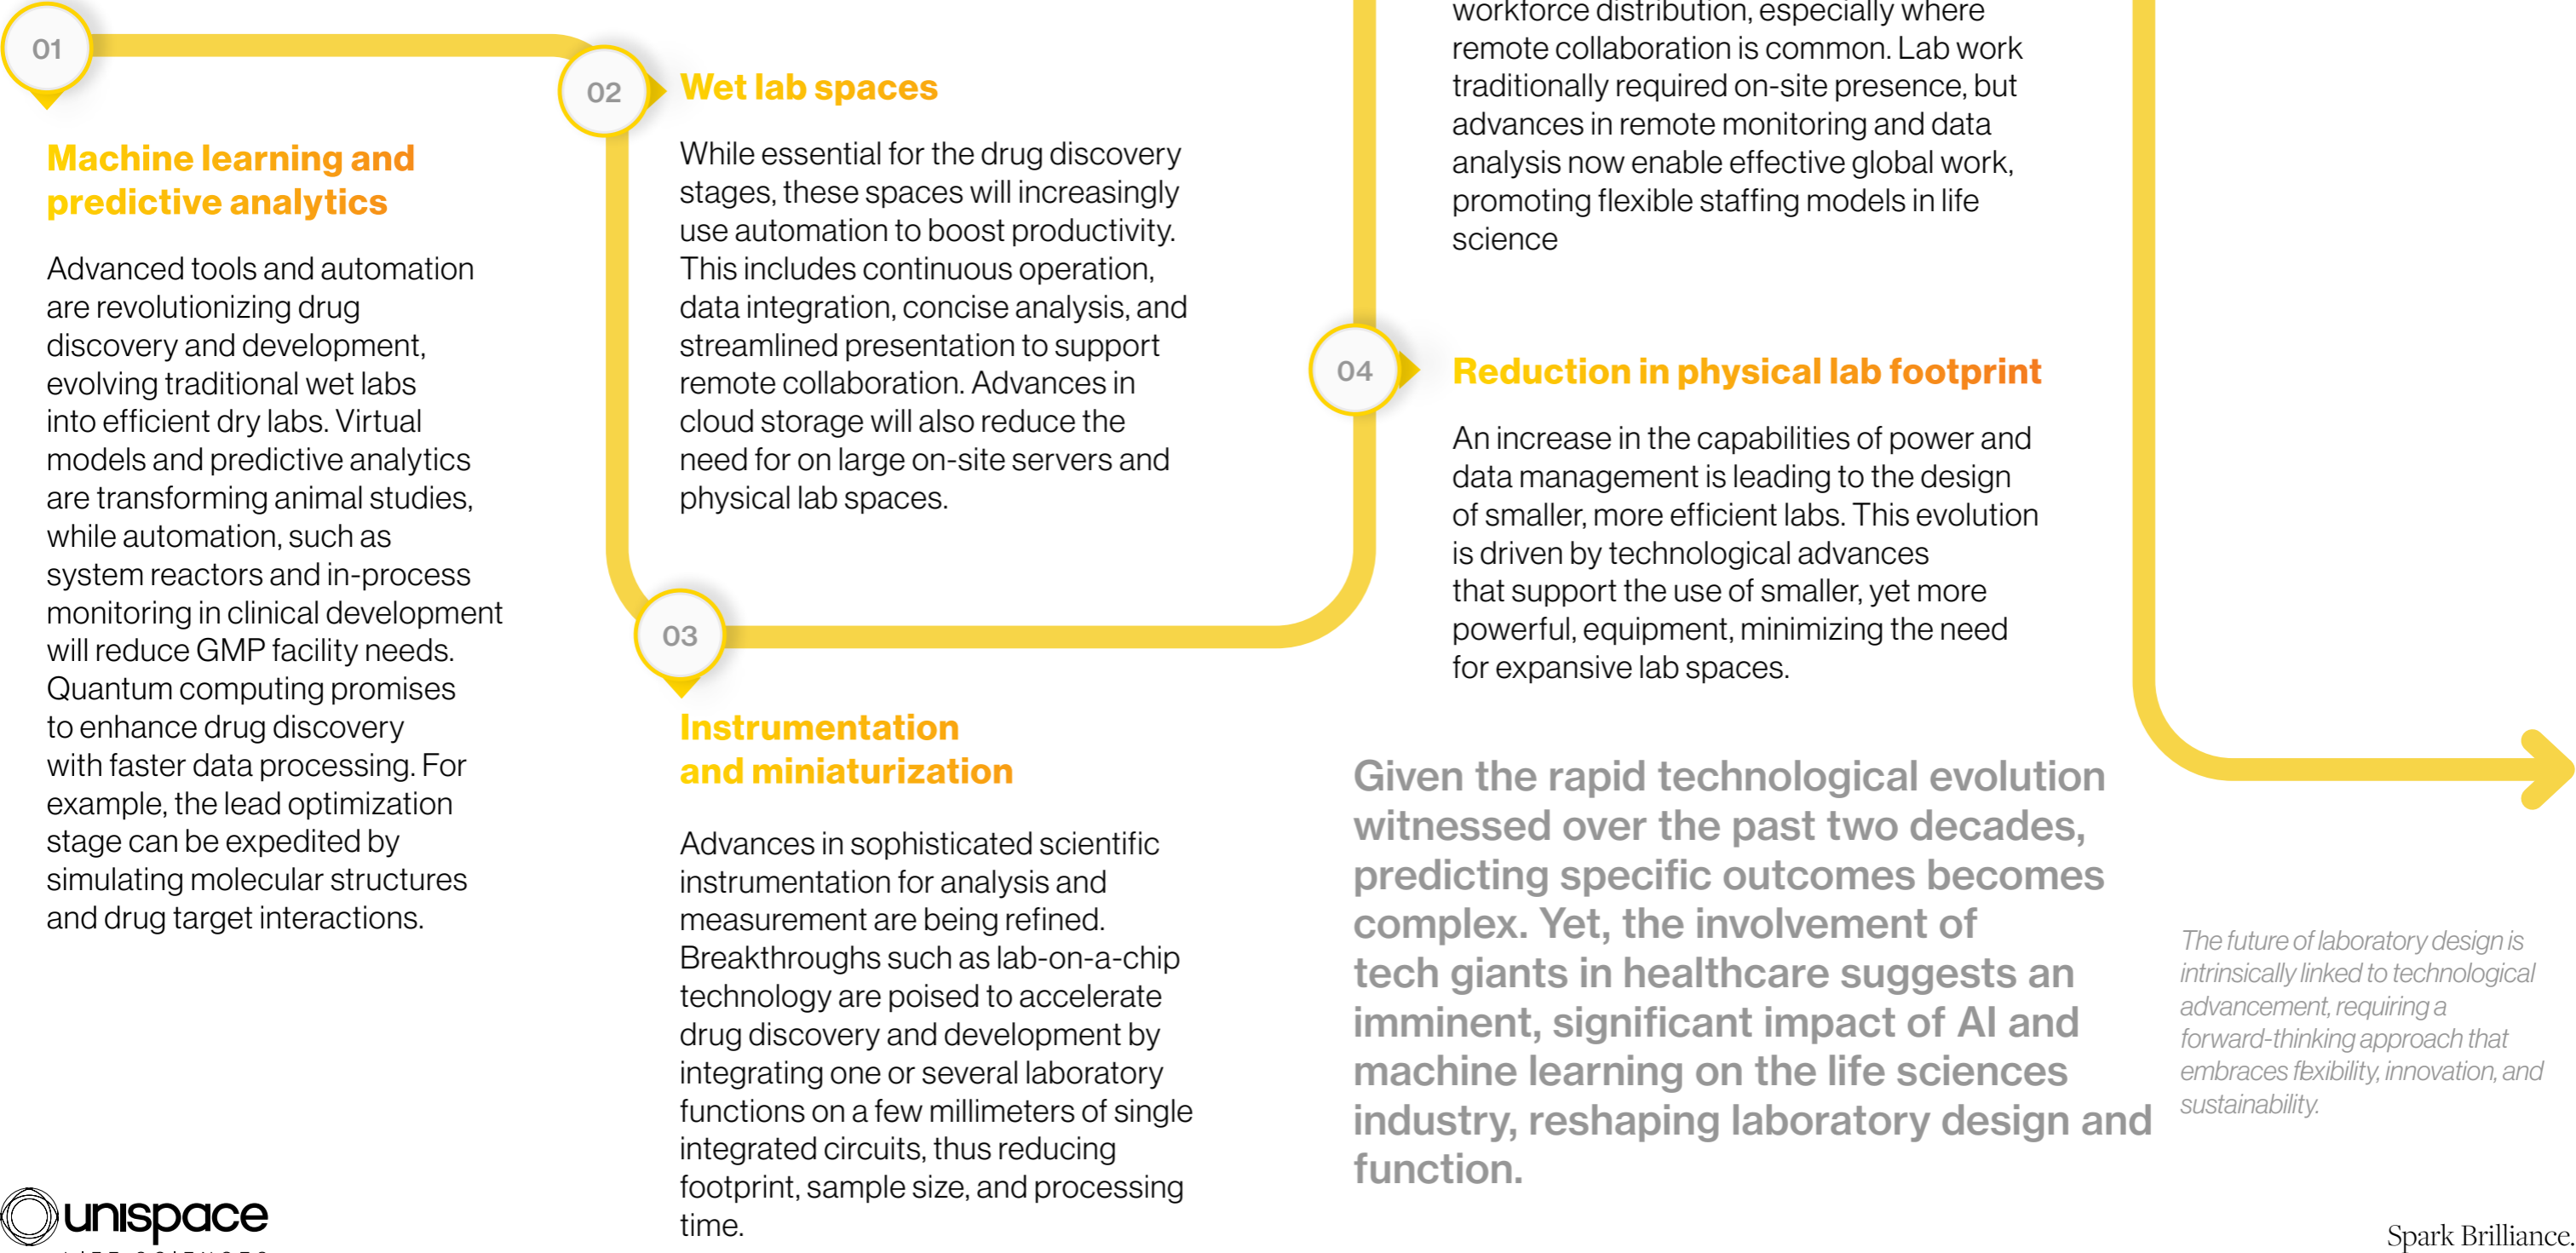 01
Machine learning and
predictive analytics
Advanced tools and automation
are revolutionizing drug
discovery and development,
evolving traditional wet labs
into efficient dry labs. Virtual
models and predictive analytics
are transforming animal studies,
while automation, such as
system reactors and in-process
monitoring in clinical development
will reduce GMP facility needs.
Quantum computing promises
to enhance drug discovery
with faster data processing. For
example, the lead optimization
stage can be expedited by
simulating molecular structures
and drug target interactions.
02
Wet lab spaces
While essential for the drug discovery
stages, these spaces will increasingly
use automation to boost productivity.
This includes continuous operation,
data integration, concise analysis, and
streamlined presentation to support
remote collaboration. Advances in
cloud storage will also reduce the
need for on large on-site servers and
physical lab spaces.
03
Instrumentation
and miniaturization
Advances in sophisticated scientific
instrumentation for analysis and
measurement are being refined.
Breakthroughs such as lab-on-a-chip
technology are poised to accelerate
drug discovery and development by
integrating one or several laboratory
functions on a few millimeters of single
integrated circuits, thus reducing
footprint, sample size, and processing
time.
workforce distribution, especially where
remote collaboration is common. Lab work
traditionally required on-site presence, but
advances in remote monitoring and data
analysis now enable effective global work,
promoting flexible staffing models in life
science
04
Reduction in physical lab footprint
An increase in the capabilities of power and
data management is leading to the design
of smaller, more efficient labs. This evolution
is driven by technological advances
that support the use of smaller, yet more
powerful, equipment, minimizing the need
for expansive lab spaces.
Given the rapid technological evolution
witnessed over the past two decades,
predicting specific outcomes becomes
complex. Yet, the involvement of
tech giants in healthcare suggests an
imminent, significant impact of AI and
machine learning on the life sciences
industry, reshaping laboratory design and
function.
The future of laboratory design is
intrinsically linked to technological
advancement, requiring a
forward-thinking approach that
embraces flexibility, innovation, and
sustainability.
unispace
Spark Brilliance.